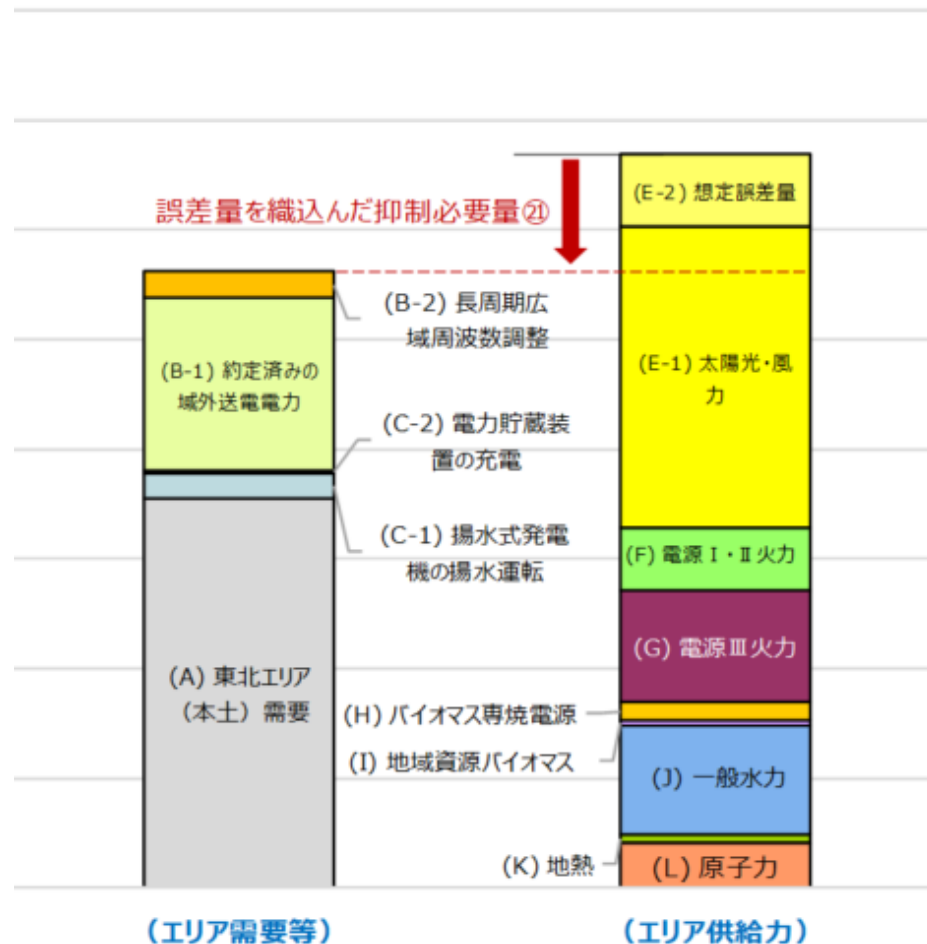 (E-2) 想定誤差量
誤差量を織込んだ抑制必要量㉑
(B-2) 長周期広
域周波数調整
(B-1) 約定済みの
域外送電電力
(E-1) 太陽光・風
力
(C-2) 電力貯蔵装
置の充電
(C-1) 揚水式発電
機の揚水運転
(F) 電源Ⅰ・Ⅱ火力
(G) 電源Ⅲ火力
(A) 東北エリア
（本土）需要
(H) バイオマス専焼電源
(I) 地域資源バイオマス
(J) 一般水力
(K) 地熱
(L) 原子力
（エリア需要等）
（エリア供給力）